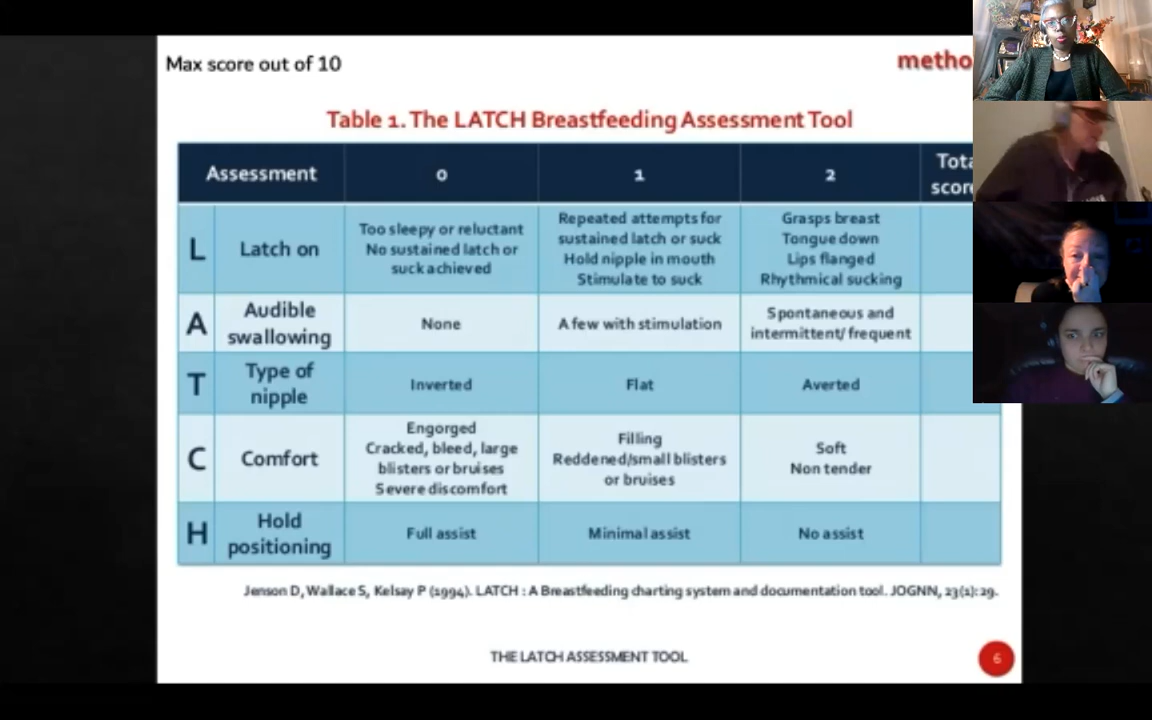 Max score out of 10
metho
Table 1. The LATCH Breastfeeding Assessment Tool
Assessment 0 1 2 Tota
score
L Latch on
Too sleepy or reluctant
No sustained latch or
suck achieved
Repeated attempts for
sustained latch or suck
Hold nipple in mouth
Stimulate to suck
Grasps breast
Tongue down
Lips flanged
Rhythmical sucking
A Audible
swallowing
None
A few with stimulation
Spontaneous and
intermittent/ frequent
T Type of
nipple
Inverted
Flat
Averted
C Comfort
Engorged
Cracked, bleed, large
blisters or bruises
Severe discomfort
Filling
Reddened/small blisters
or bruises
Soft
Non tender
H Hold
positioning
Full assist
Minimal assist
No assist
Jenson D, Wallace S, Kelsay P (1994). LATCH : A Breastfeeding charting system and documentation tool. JOGNN, 23(1): 29.
THE LATCH ASSESSMENT TOOL
6